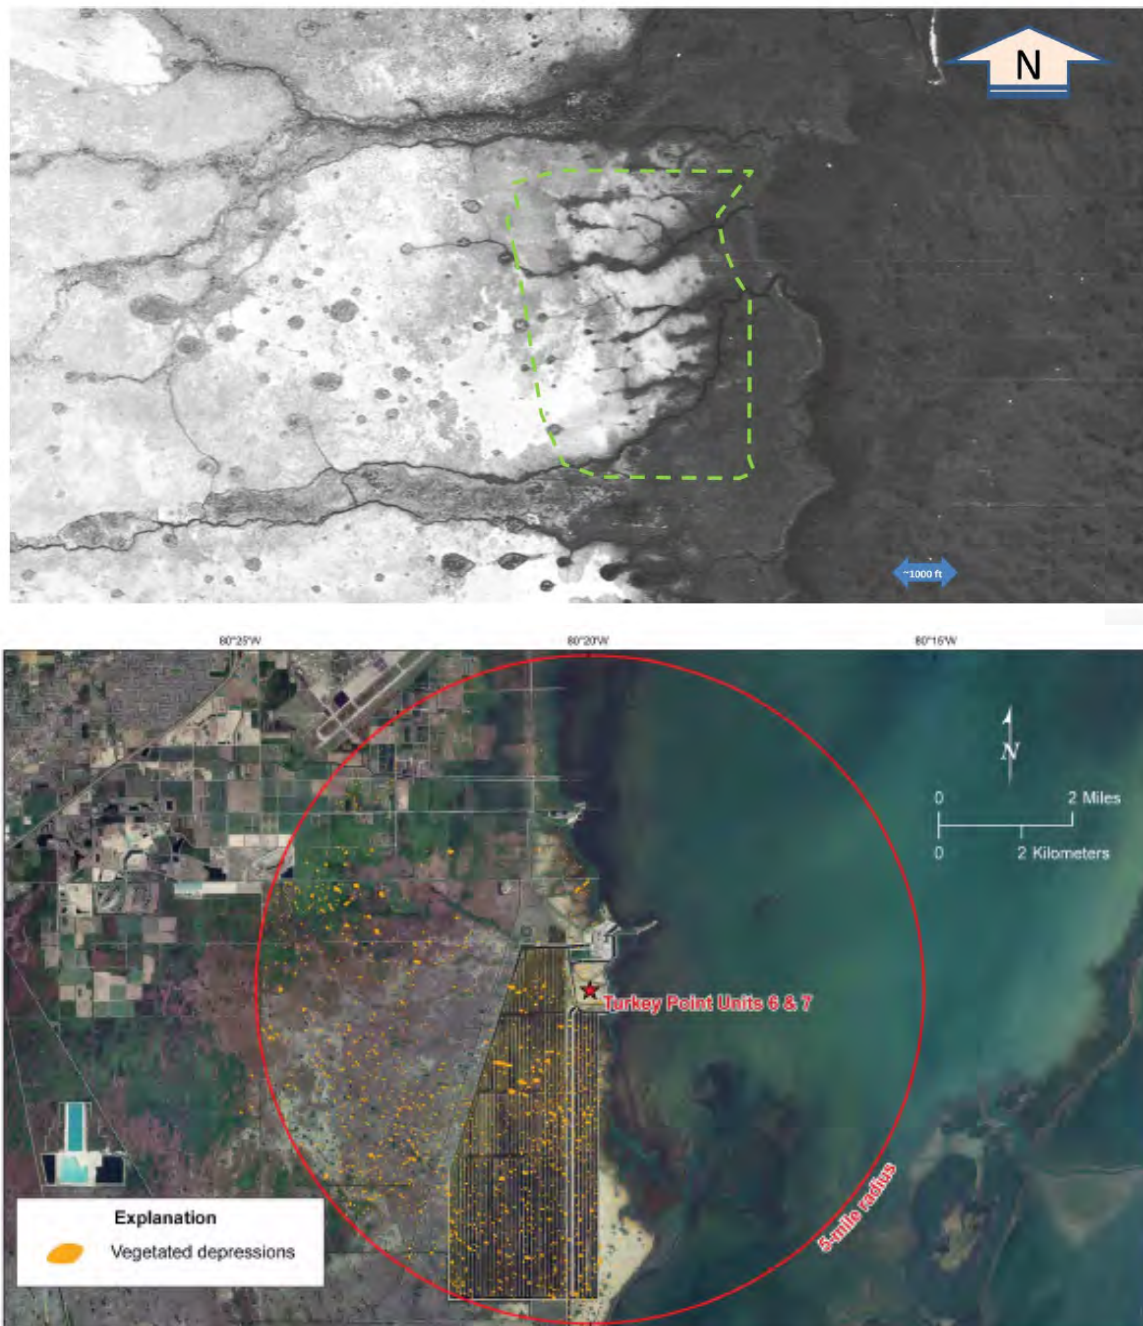 N
~1000 ft
80°25'W
80°20'W
80°15'W
N
0
2 Miles
0
2 Kilometers
Turkey Point Units 6 & 7
5-mile radius
Explanation
Vegetated depressions